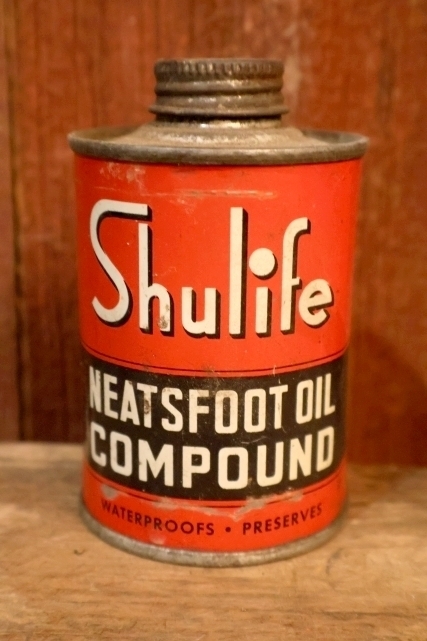 Shulife
NEATSFOOT OIL
COMPOUND
WATERPROOFS • PRESERVES